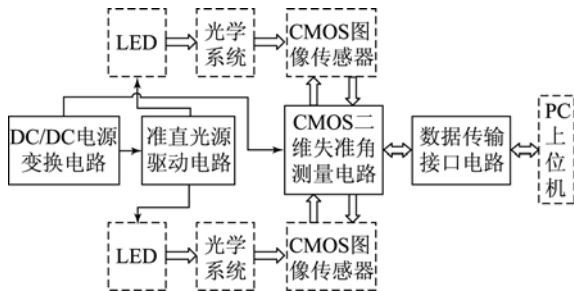 LED
光学
系统
CMOS图
像传感器
DC/DC电源
变换电路
准直光源
驱动电路
CMOS二
维失准角
测量电路
数据传输
接口电路
PC
上
位
机
LED
光学
系统
CMOS图
像传感器